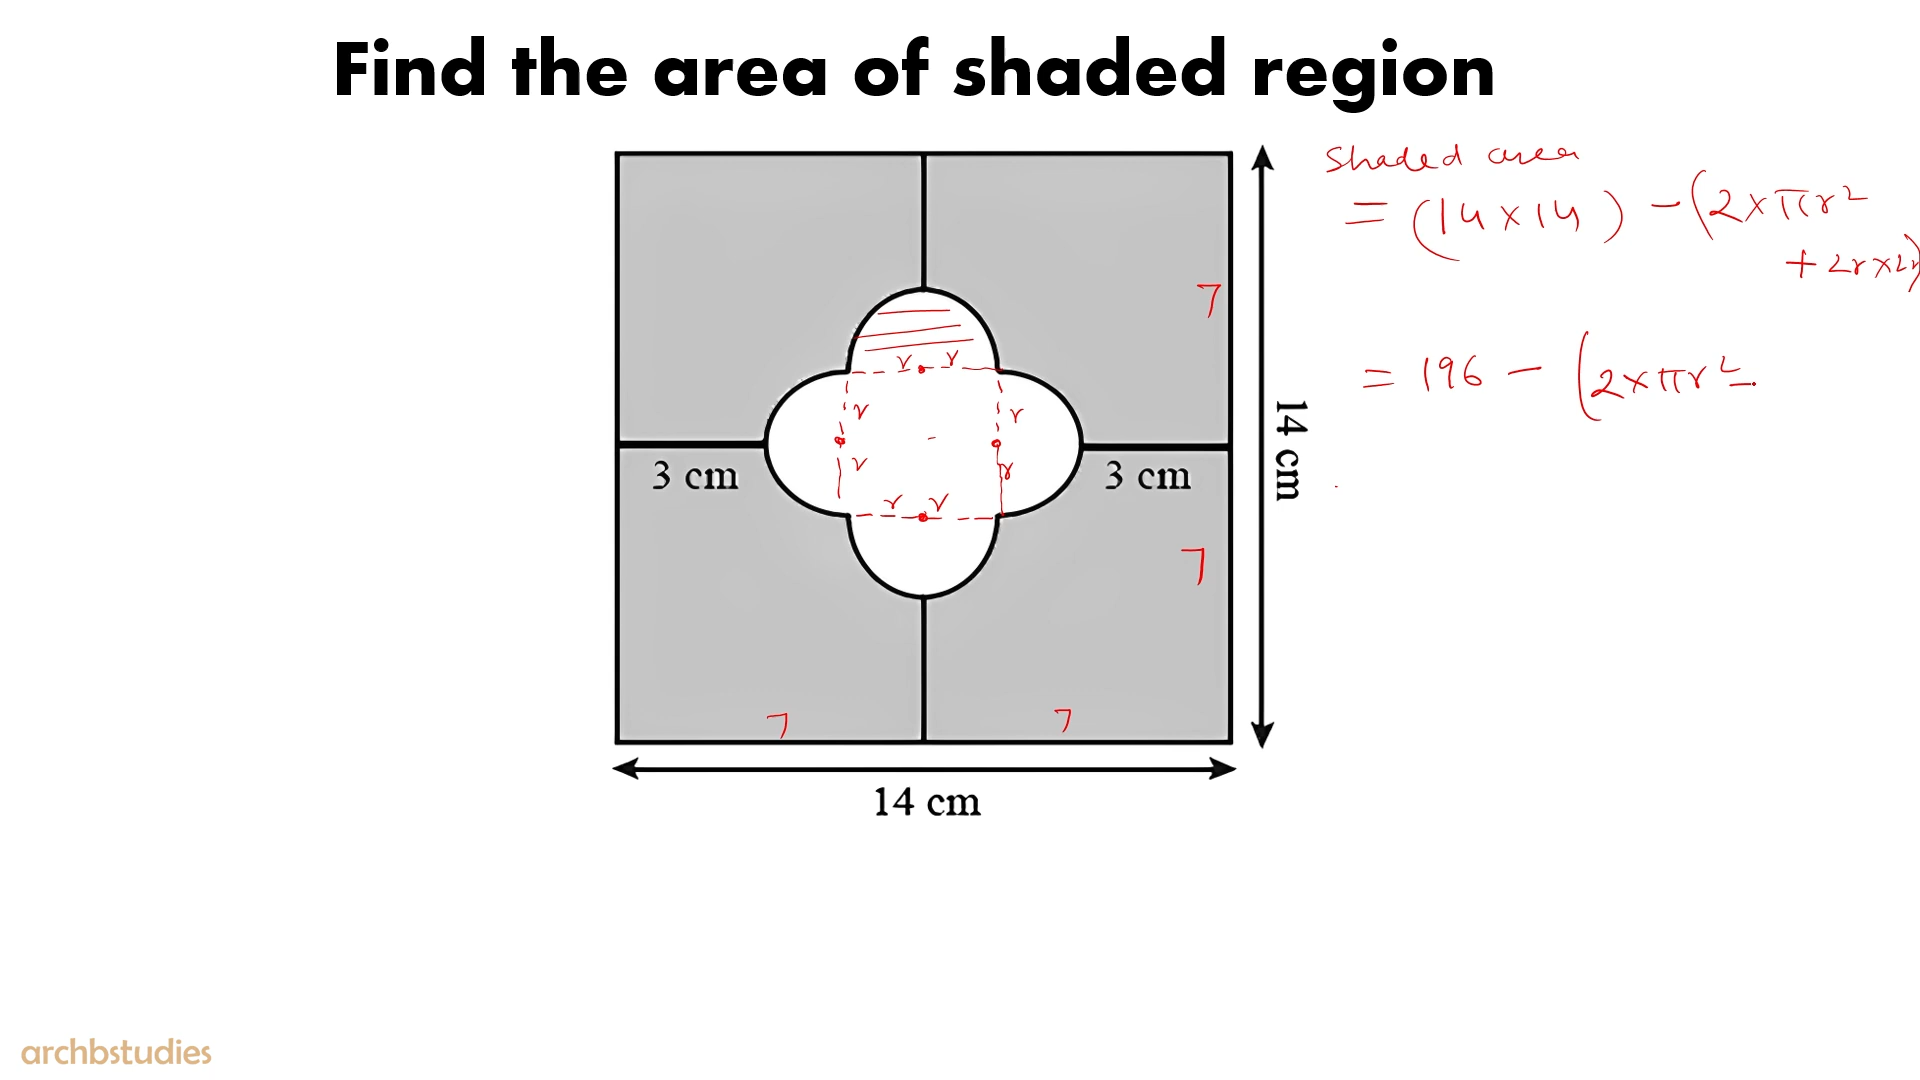 Find the area of shaded region
Shaded area
= (14 × 14) - (2 × πr²
+ 2r × 2r)
7
= 196 - (2 × πr²
r r
r r
14 cm
3 cm
r r
3 cm
r r
7
7 7
14 cm
archbstudies